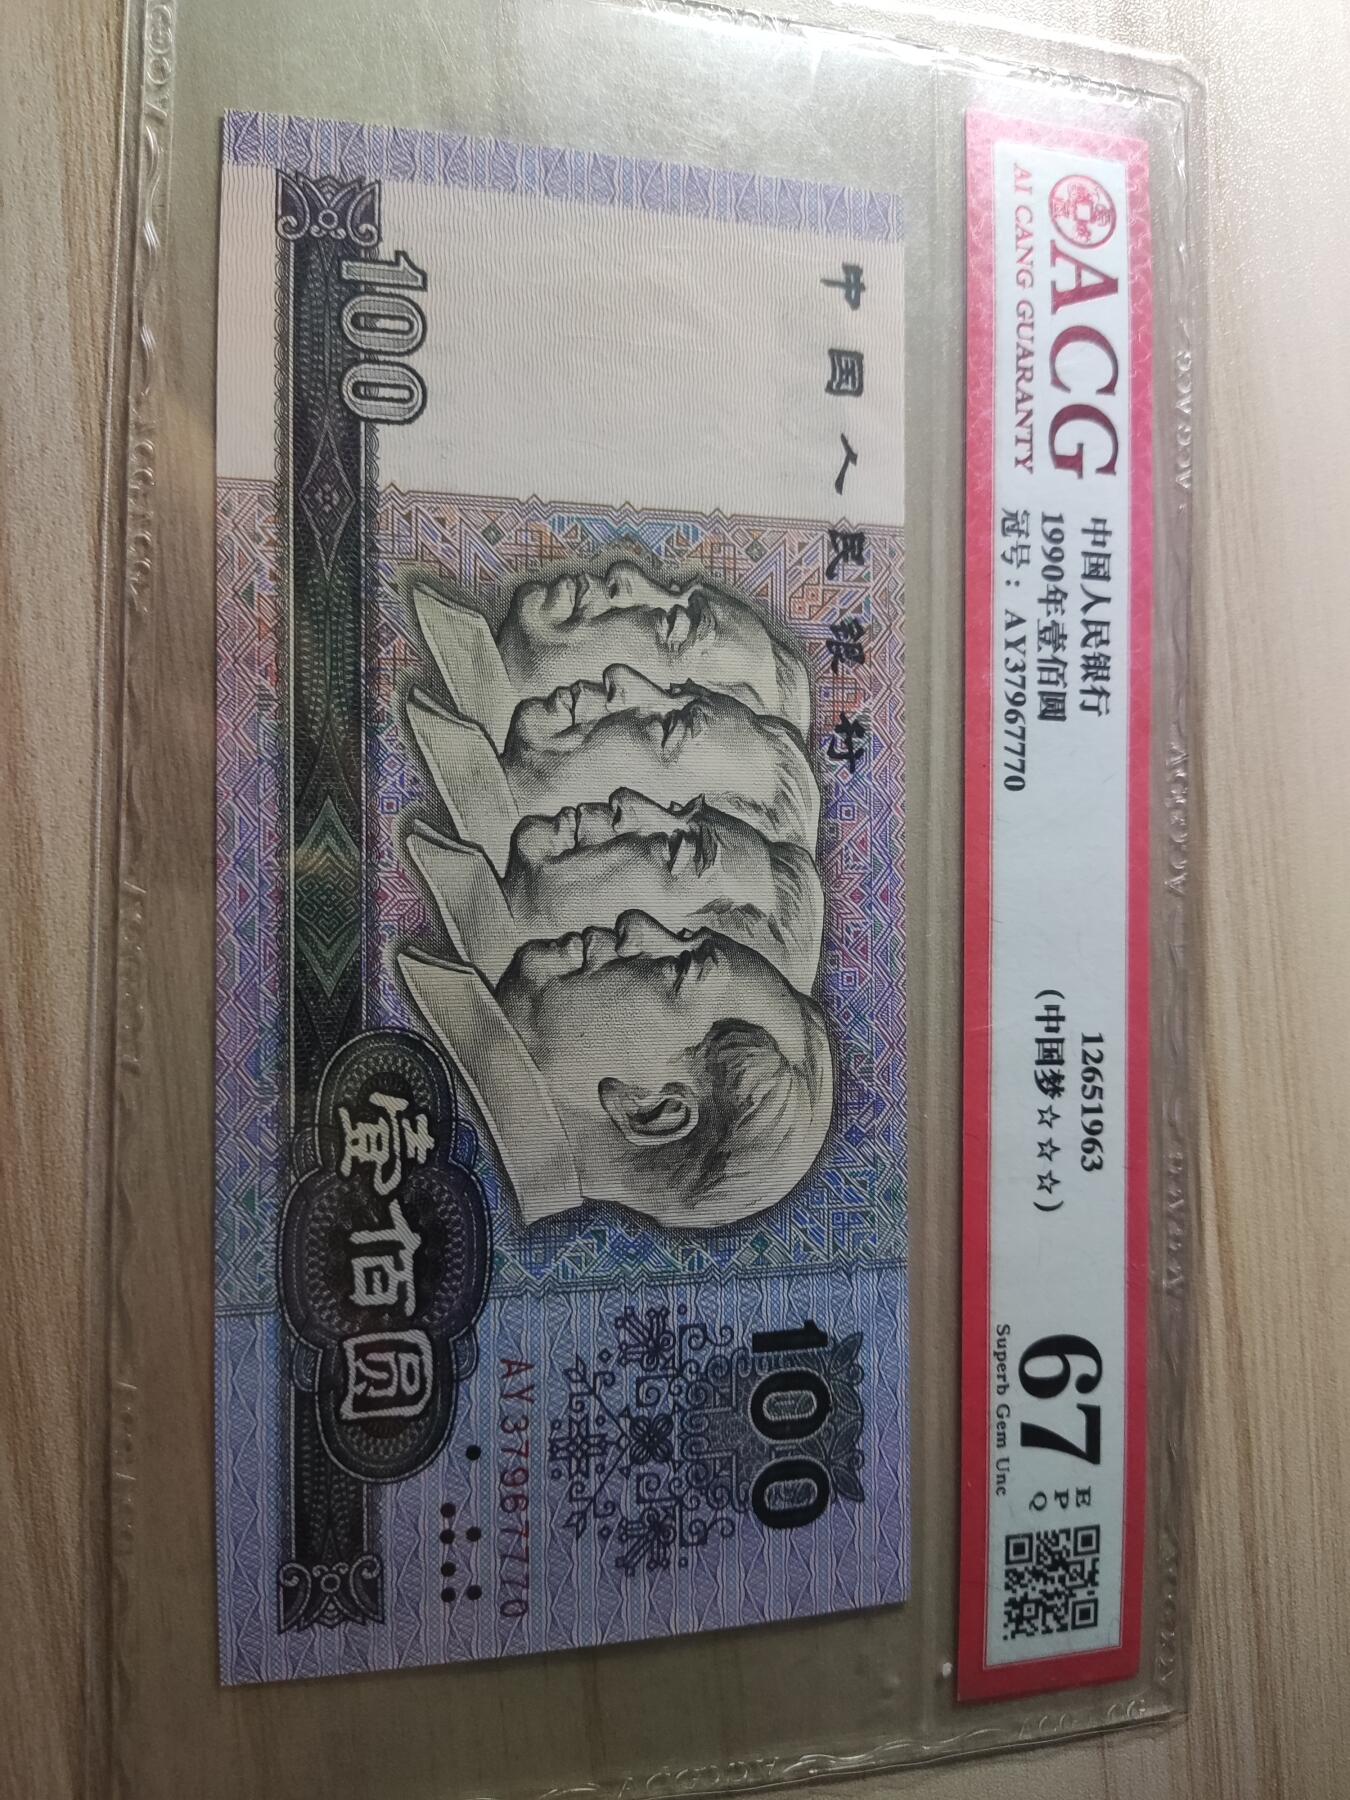 ACG
AI CANG GUARANTY
中国人民银行
1990年壹佰圆
冠号：AY37967770
12651963
(中国梦☆☆☆)
67
EPQ
Superb Gem Unc
中国人民银行
100
100
AY37967770
壹佰圆